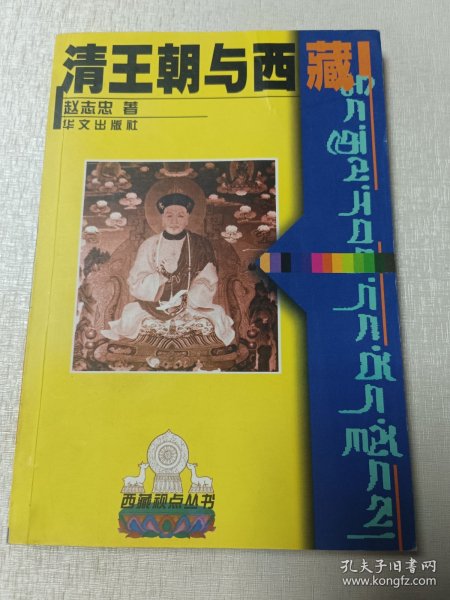 清王朝与西藏
赵志忠 著
华文出版社
西藏视点丛书
孔夫子旧书网
www.kongfz.com